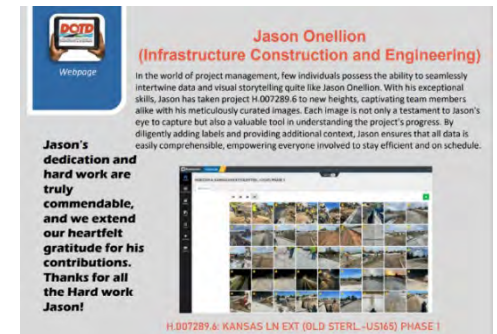 DOTD
Webpage
Jason Onellion
(Infrastructure Construction and Engineering)
In the world of project management, few individuals possess the ability to seamlessly
intertwine data and visual storytelling quite like Jason Onellion. With his exceptional
skills, Jason has taken project H.007289.6 to new heights, captivating team members
alike with his meticulously curated images. Each image is not only a testament to Jason's
eye to capture but also a valuable tool in understanding the project's progress. By
diligently adding labels and providing additional context, Jason ensures that all data is
easily comprehensible, empowering everyone involved to stay efficient and on schedule.
Jason's
dedication and
hard work are
truly
commendable,
and we extend
our heartfelt
gratitude for his
contributions.
Thanks for all
the Hard work
Jason!
H.007289.6: KANSAS LN EXT (OLD STERL.-US165) PHASE 1